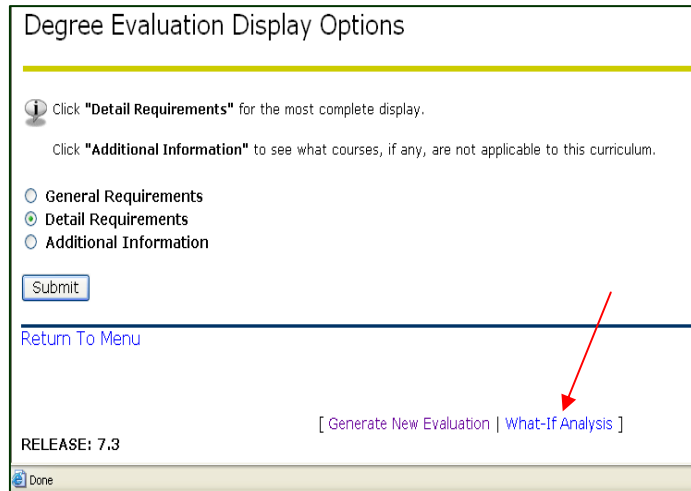 Degree Evaluation Display Options
Click "Detail Requirements" for the most complete display.
Click "Additional Information" to see what courses, if any, are not applicable to this curriculum.
General Requirements
Detail Requirements
Additional Information
Submit
Return To Menu
[ Generate New Evaluation | What-If Analysis ]
RELEASE: 7.3
Done